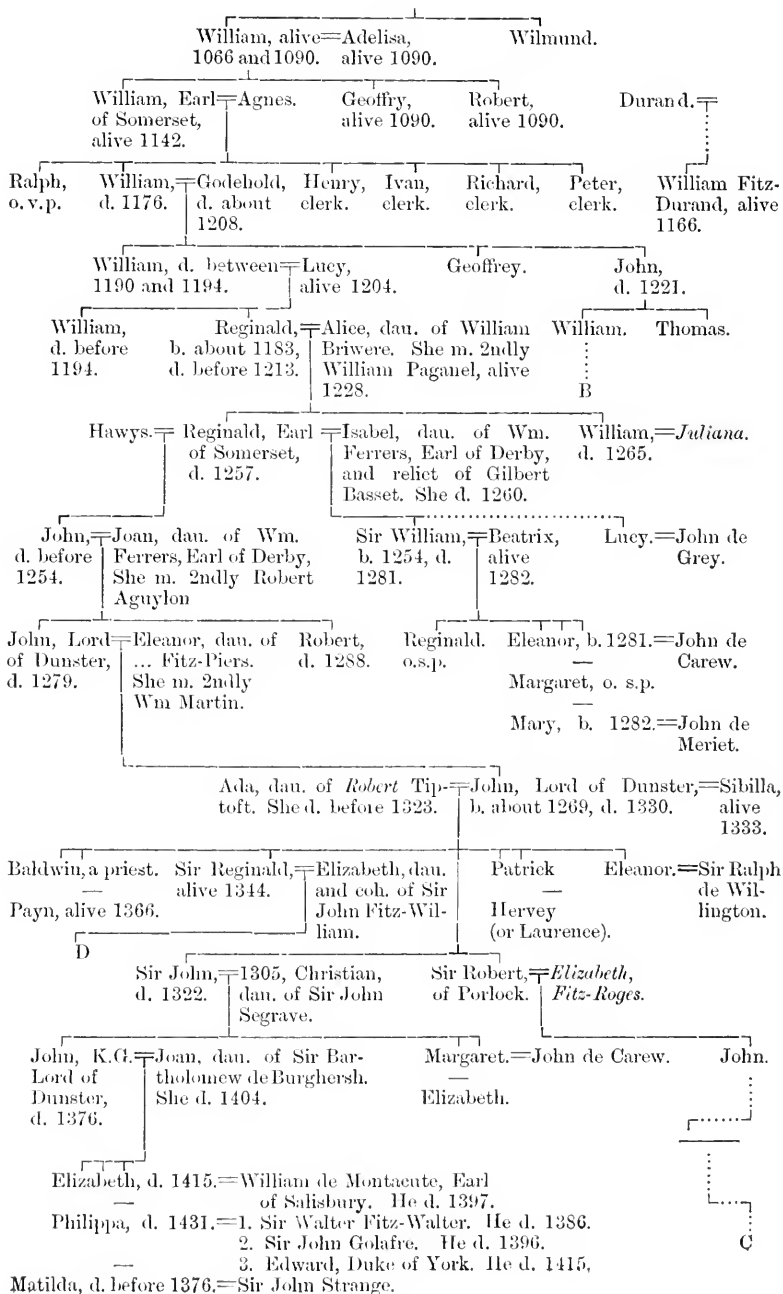 William, alive=Adelisa, Wilmund.
1066 and 1090. alive 1090.
William, Earl=Agnes. Geoffry, Robert, Durand.=
of Somerset, alive 1090. alive 1090.
alive 1142.
Ralph, William,=Godehold, Henry, Ivan, Richard, Peter, William Fitz-
o. v. p. d. 1176. d. about clerk. clerk. clerk. clerk. Durand, alive
1208. 1166.
William, d. between=Lucy, Geoffrey. John,
1190 and 1194. alive 1204. d. 1221.
William, Reginald,=Alice, dau. of William William. Thomas.
d. before b. about 1183, Briwere. She m. 2ndly
1194. d. before 1213. William Paganel, alive
1228. B
Hawys.= Reginald, Earl =Isabel, dau. of Wm. William,=Juliana.
of Somerset, Ferrers, Earl of Derby, d. 1265.
d. 1257. and relict of Gilbert
Basset. She d. 1260.
John,=Joan, dau. of Wm. Sir William,=Beatrix, Lucy.=John de
d. before Ferrers, Earl of Derby, b. 1254, d. alive Grey.
1254. She m. 2ndly Robert 1281. 1282.
Aguylon
John, Lord=Eleanor, dau. of Robert, Reginald. Eleanor, b. 1281.=John de
of Dunster, ... Fitz-Piers. d. 1288. o.s.p. — Carew.
d. 1279. She m. 2ndly Margaret, o. s.p.
Wm Martin. —
Mary, b. 1282.=John de
Meriet.
Ada, dau. of Robert Tip-=John, Lord of Dunster,=Sibilla,
toft. She d. before 1323. b. about 1269, d. 1330. alive
1333.
Baldwin, a priest. Sir Reginald,=Elizabeth, dau. Patrick Eleanor.=Sir Ralph
— alive 1344. and coh. of Sir — de Wil-
Payn, alive 1366. John Fitz-Wil- Hervey lington.
liam. (or Laurence).
D
Sir John,=1305, Christian, Sir Robert,=Elizabeth,
d. 1322. dau. of Sir John of Porlock. Fitz-Roges.
Segrave.
John, K.G.=Joan, dau. of Sir Bar- Margaret.=John de Carew. John.
Lord of tholomew de Burghersh. —
Dunster, She d. 1404. Elizabeth.
d. 1376.
Elizabeth, d. 1415.=William de Montacute, Earl
— of Salisbury. He d. 1397.
Philippa, d. 1431.=1. Sir Walter Fitz-Walter. He d. 1386.
2. Sir John Golafre. He d. 1396. C
— 3. Edward, Duke of York. He d. 1415,
Matilda, d. before 1376.=Sir John Strange.